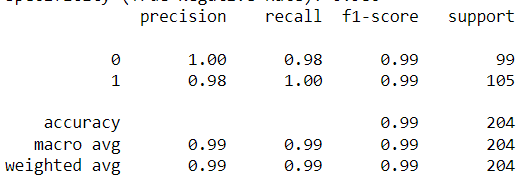 precision recall f1-score support
0 1.00 0.98 0.99 99
1 0.98 1.00 0.99 105
accuracy 0.99 204
macro avg 0.99 0.99 0.99 204
weighted avg 0.99 0.99 0.99 204